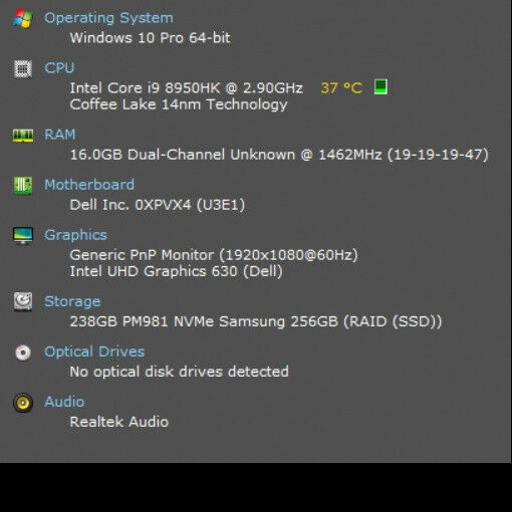 Operating System
Windows 10 Pro 64-bit
CPU
Intel Core i9 8950HK @ 2.90GHz 37 °C
Coffee Lake 14nm Technology
RAM
16.0GB Dual-Channel Unknown @ 1462MHz (19-19-19-47)
Motherboard
Dell Inc. 0XPVX4 (U3E1)
Graphics
Generic PnP Monitor (1920x1080@60Hz)
Intel UHD Graphics 630 (Dell)
Storage
238GB PM981 NVMe Samsung 256GB (RAID (SSD))
Optical Drives
No optical disk drives detected
Audio
Realtek Audio